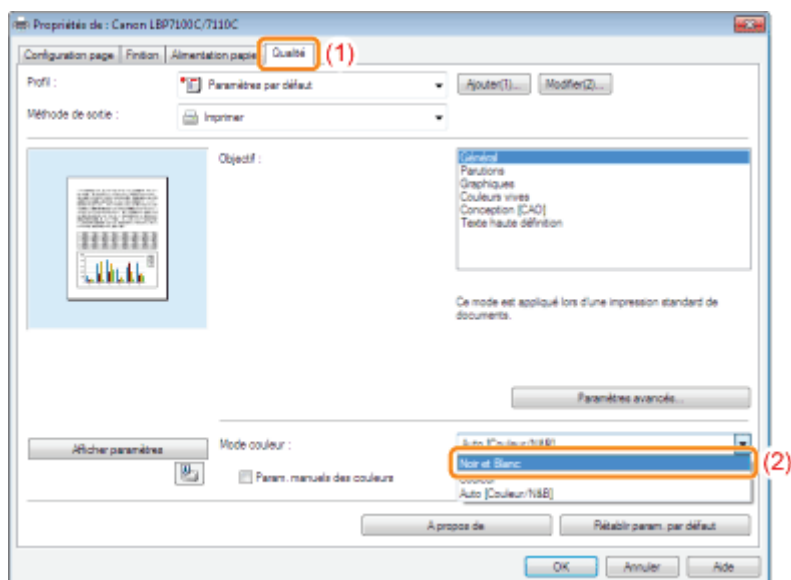 Propriétés de : Canon LBP7100C/7110C
Configuration page Finition Alimentation papier Qualité (1)
Profil : Paramètres par défaut Ajouter(1)... Modifier(2)...
Méthode de sortie : Imprimer
Objectif : Général
Parutions
Graphiques
Couleurs vives
Conception [CAO]
Texte haute définition
Ce mode est appliqué lors d'une impression standard de
documents.
Paramètres avancés...
Afficher paramètres Mode couleur : Auto [Couleur/N&B]
Noir et Blanc (2)
Param. manuels des couleurs Couleur
Auto [Couleur/N&B]
A propos de Rétablir param. par défaut
OK Annuler Aide